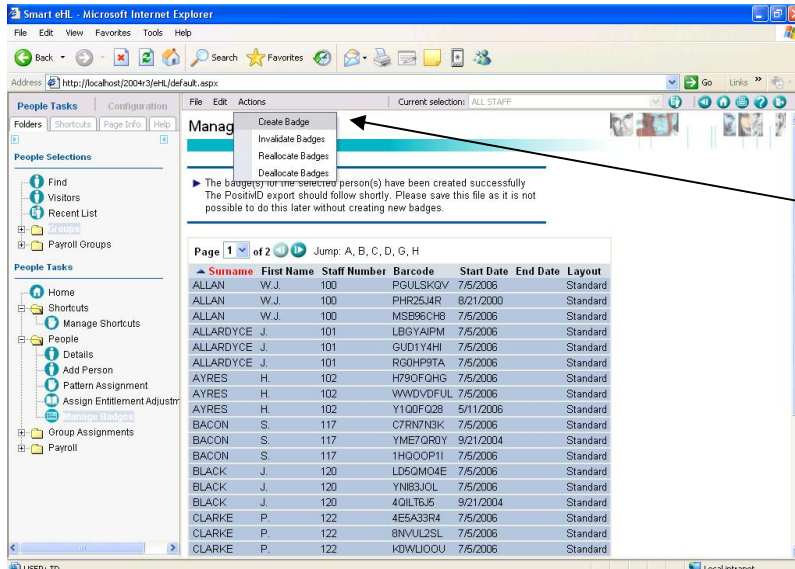 Smart eHL - Microsoft Internet Explorer
File Edit View Favorites Tools Help
Back Search Favorites
Address http://localhost/2004r3/eHL/default.aspx Go Links »
People Tasks Configuration File Edit Actions Current selection: ALL STAFF
Folders Shortcuts Page Info Help
Manag
Create Badge
Invalidate Badges
Reallocate Badges
Deallocate Badges
People Selections
Find
Visitors
Recent List
Groups
Payroll Groups
People Tasks
Home
Shortcuts
Manage Shortcuts
People
Details
Add Person
Pattern Assignment
Assign Entitlement Adjustm
Manage Badges
Group Assignments
Payroll
The badge(s) for the selected person(s) have been created successfully
The PositivID export should follow shortly. Please save this file as it is not
possible to do this later without creating new badges.
Page 1 of 2 Jump: A, B, C, D, G, H
Surname First Name Staff Number Barcode Start Date End Date Layout
ALLAN W.J. 100 PGULSKQV 7/5/2006 Standard
ALLAN W.J. 100 PHR25J4R 8/21/2000 Standard
ALLAN W.J. 100 MSB96CH8 7/5/2006 Standard
ALLARDYCE J. 101 LBGYAIPM 7/5/2006 Standard
ALLARDYCE J. 101 GUD1Y4HI 7/5/2006 Standard
ALLARDYCE J. 101 RG0HP9TA 7/5/2006 Standard
AYRES H. 102 H79OFQHG 7/5/2006 Standard
AYRES H. 102 WWDVDFUL 7/5/2006 Standard
AYRES H. 102 Y1Q0FQ28 5/11/2006 Standard
BACON S. 117 C7RN7N3K 7/5/2006 Standard
BACON S. 117 YME7QR0Y 9/21/2004 Standard
BACON S. 117 1HQOOP1I 7/5/2006 Standard
BLACK J. 120 LD5QMO4E 7/5/2006 Standard
BLACK J. 120 YNI83JOL 7/5/2006 Standard
BLACK J. 120 4QILT6J5 9/21/2004 Standard
CLARKE P. 122 4E5A33R4 7/5/2006 Standard
CLARKE P. 122 8NVUL2SL 7/5/2006 Standard
CLARKE P. 122 K0WLIOOU 7/5/2006 Standard
USER: TD Local intranet